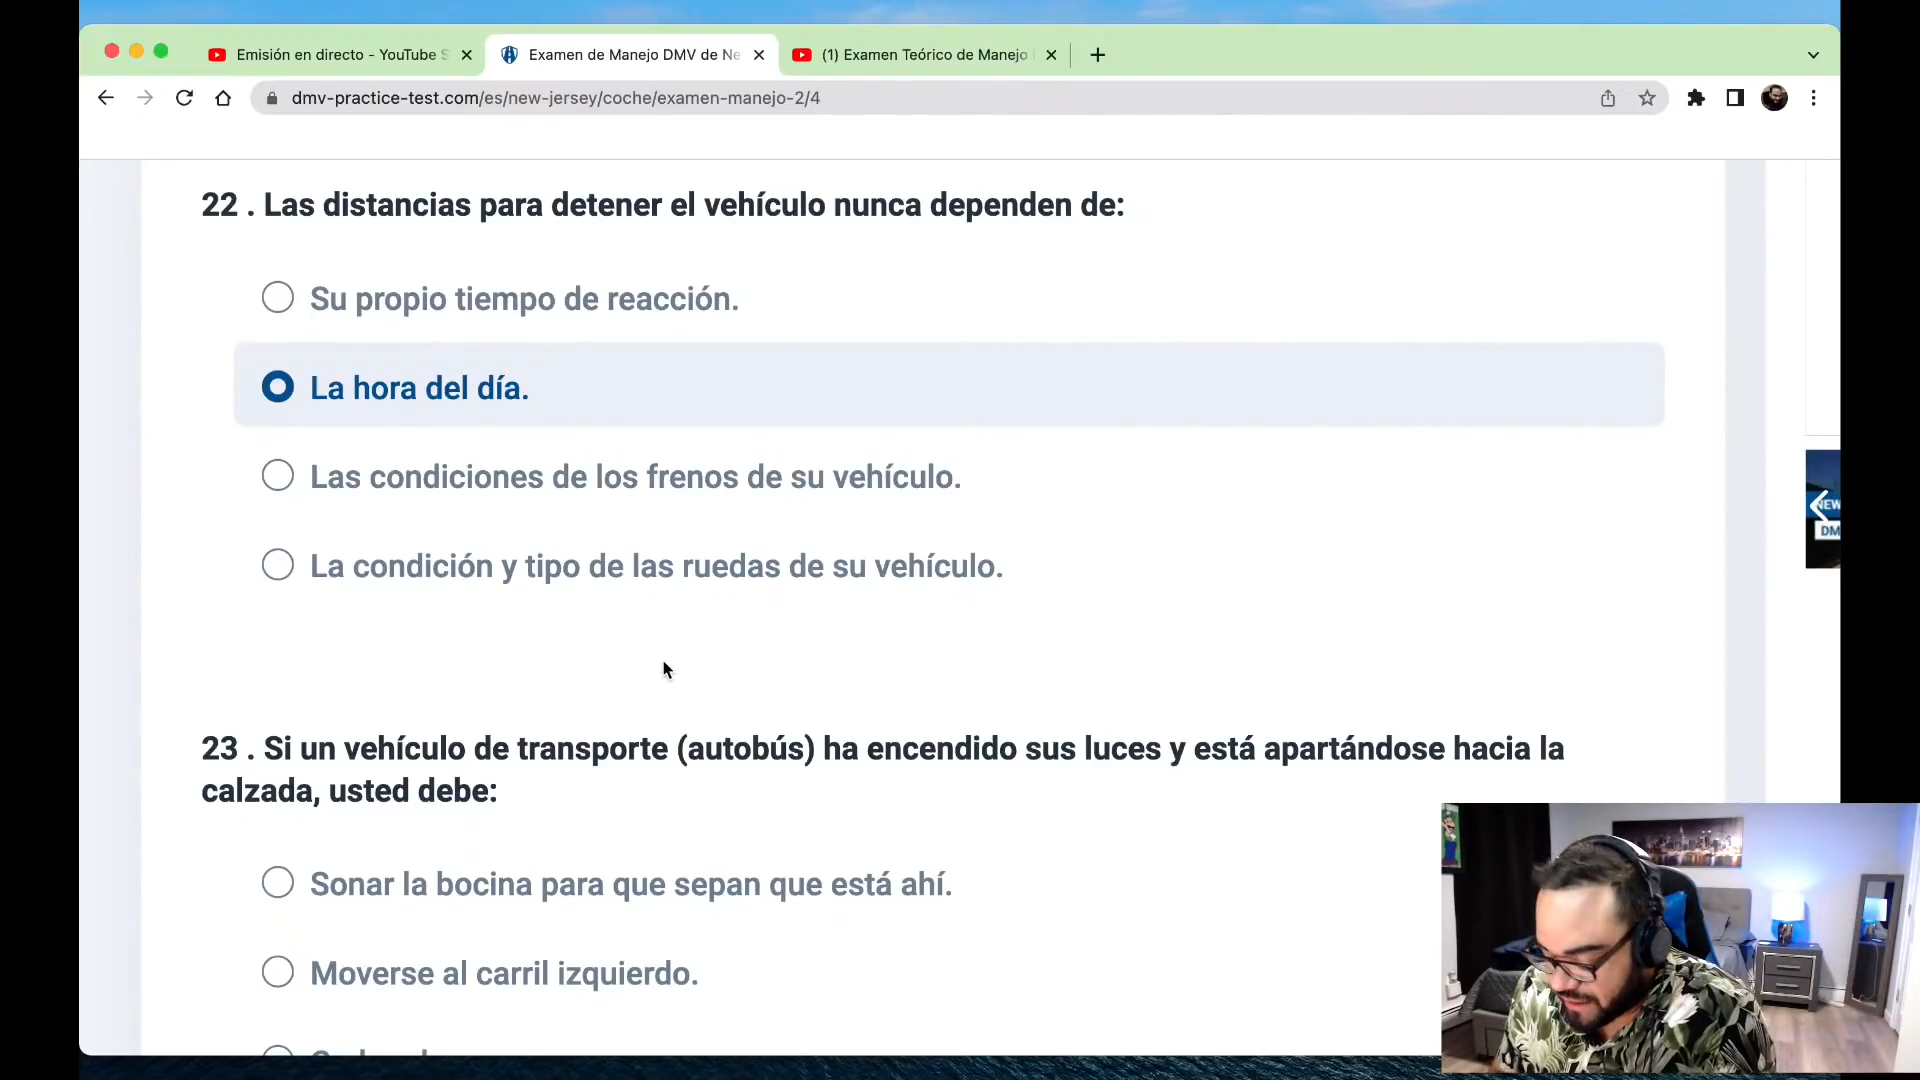 Emisión en directo - YouTube S
Examen de Manejo DMV de Ne
(1) Examen Teórico de Manejo
dmv-practice-test.com/es/new-jersey/coche/examen-manejo-2/4
22 . Las distancias para detener el vehículo nunca dependen de:
Su propio tiempo de reacción.
La hora del día.
Las condiciones de los frenos de su vehículo.
La condición y tipo de las ruedas de su vehículo.
NEW
DM
23 . Si un vehículo de transporte (autobús) ha encendido sus luces y está apartándose hacia la
calzada, usted debe:
Sonar la bocina para que sepan que está ahí.
Moverse al carril izquierdo.